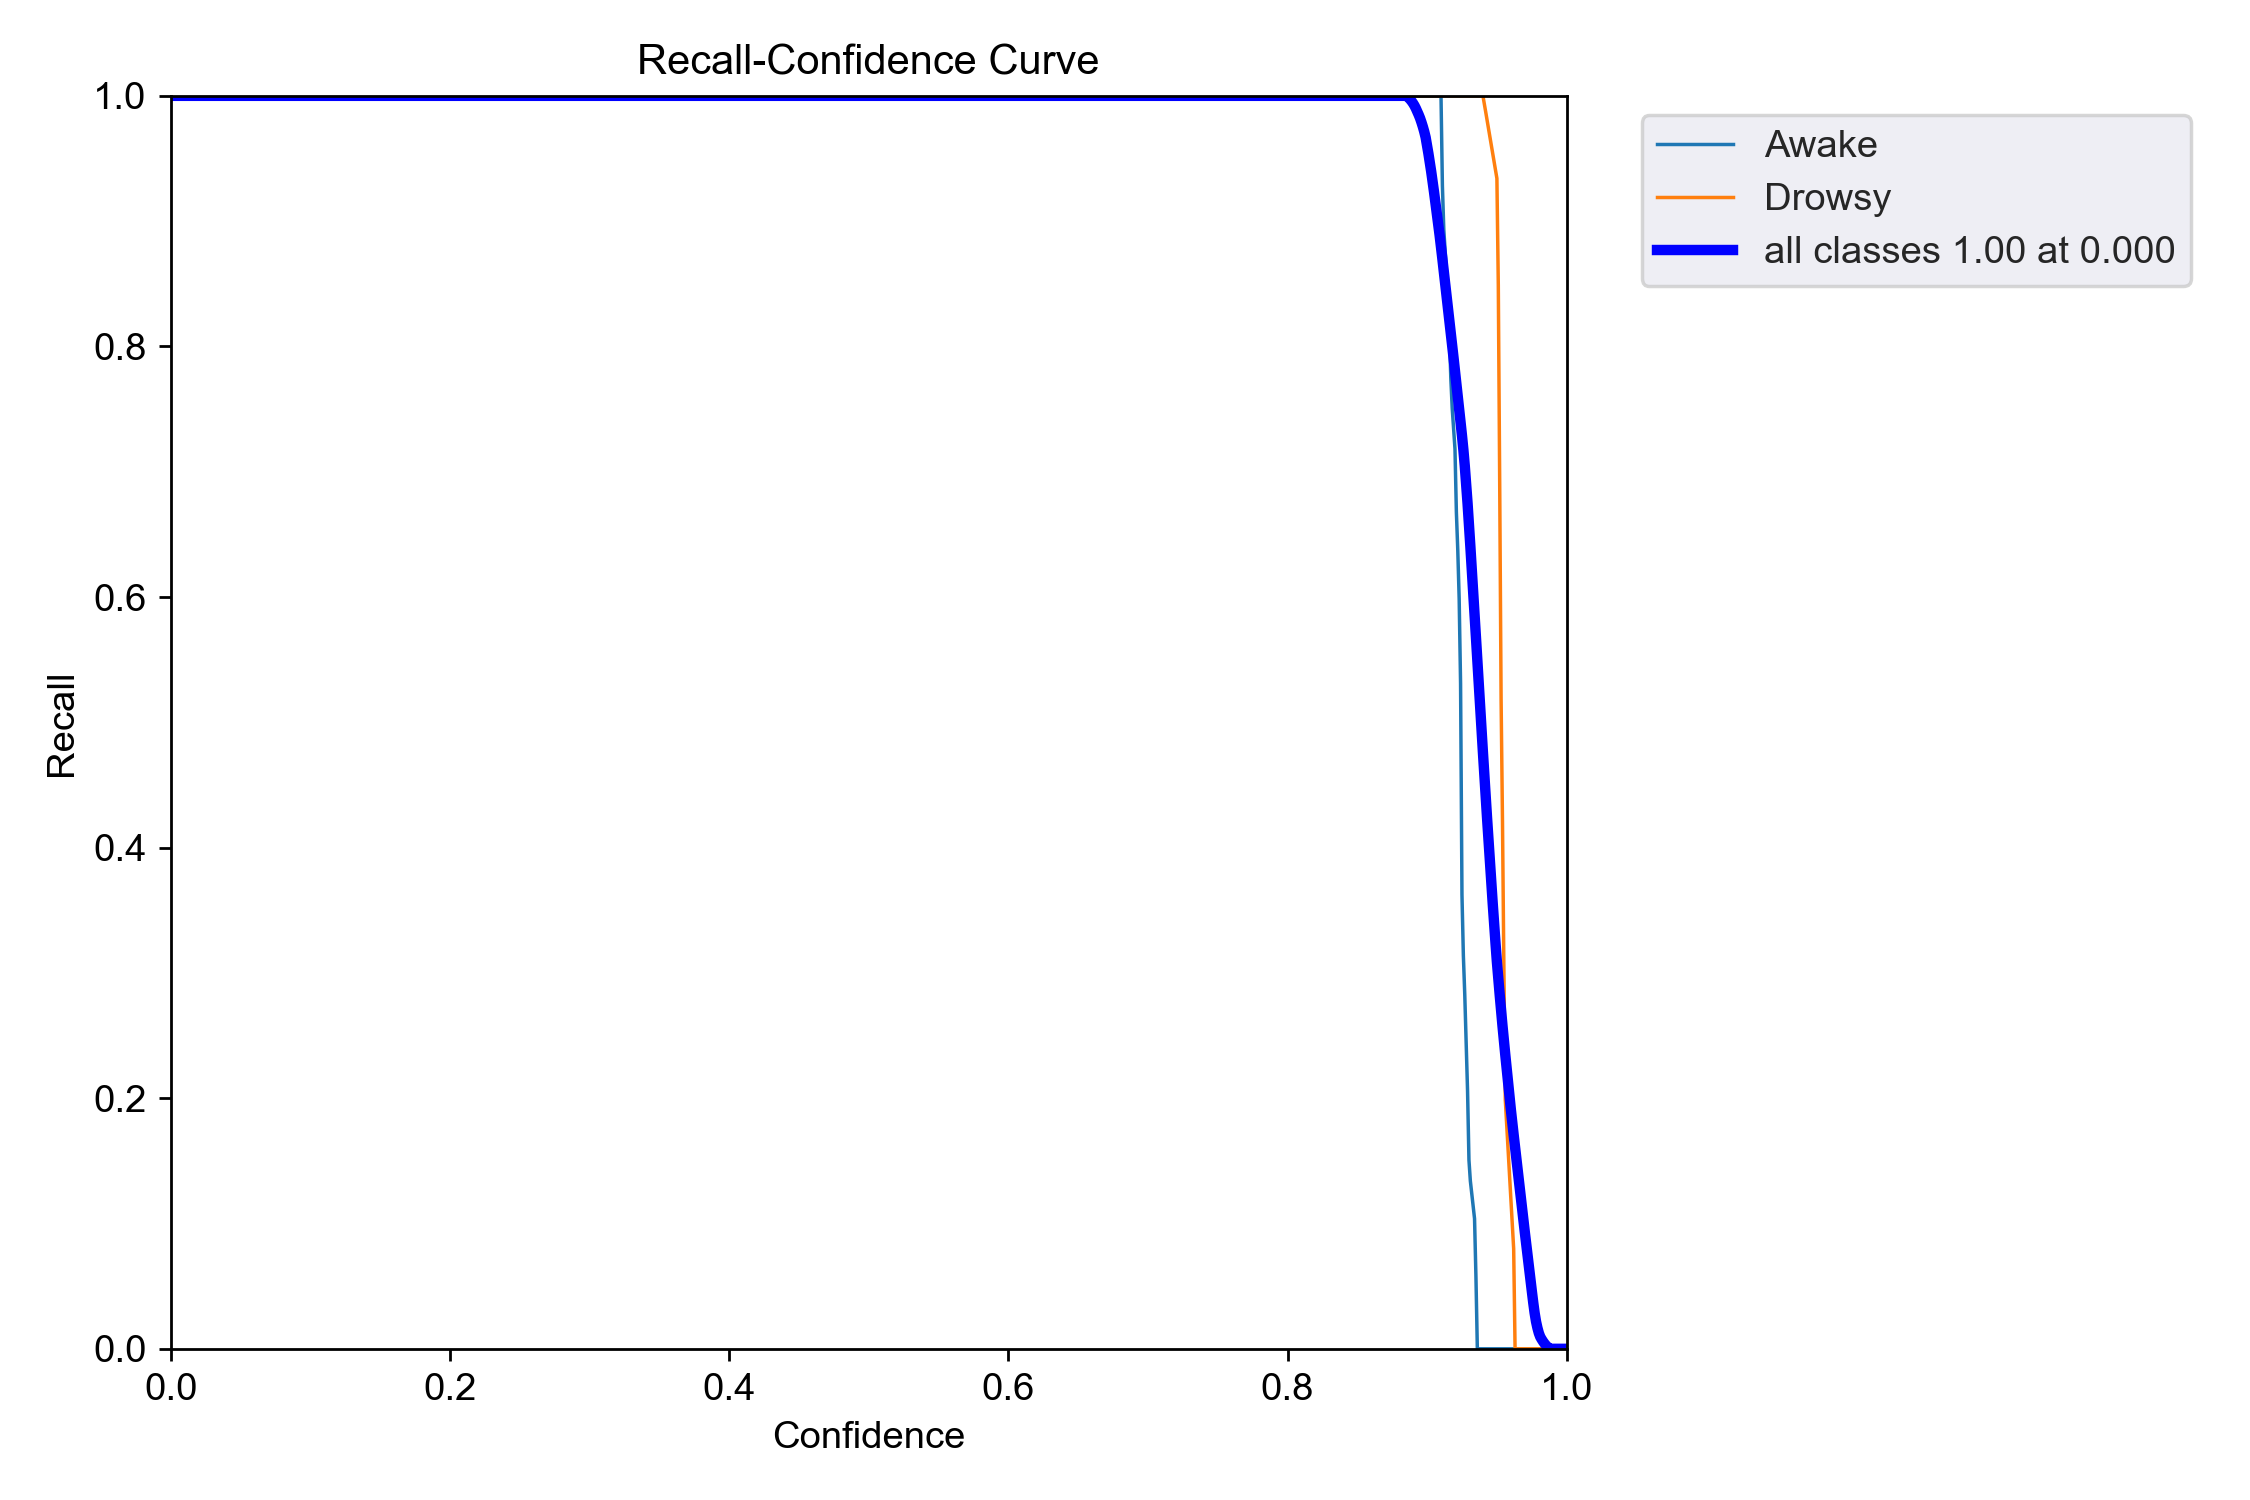 Recall-Confidence Curve
1.0
0.8
0.6
0.4
0.2
0.0
Recall
0.0 0.2 0.4 0.6 0.8 1.0
Confidence
Awake
Drowsy
all classes 1.00 at 0.000